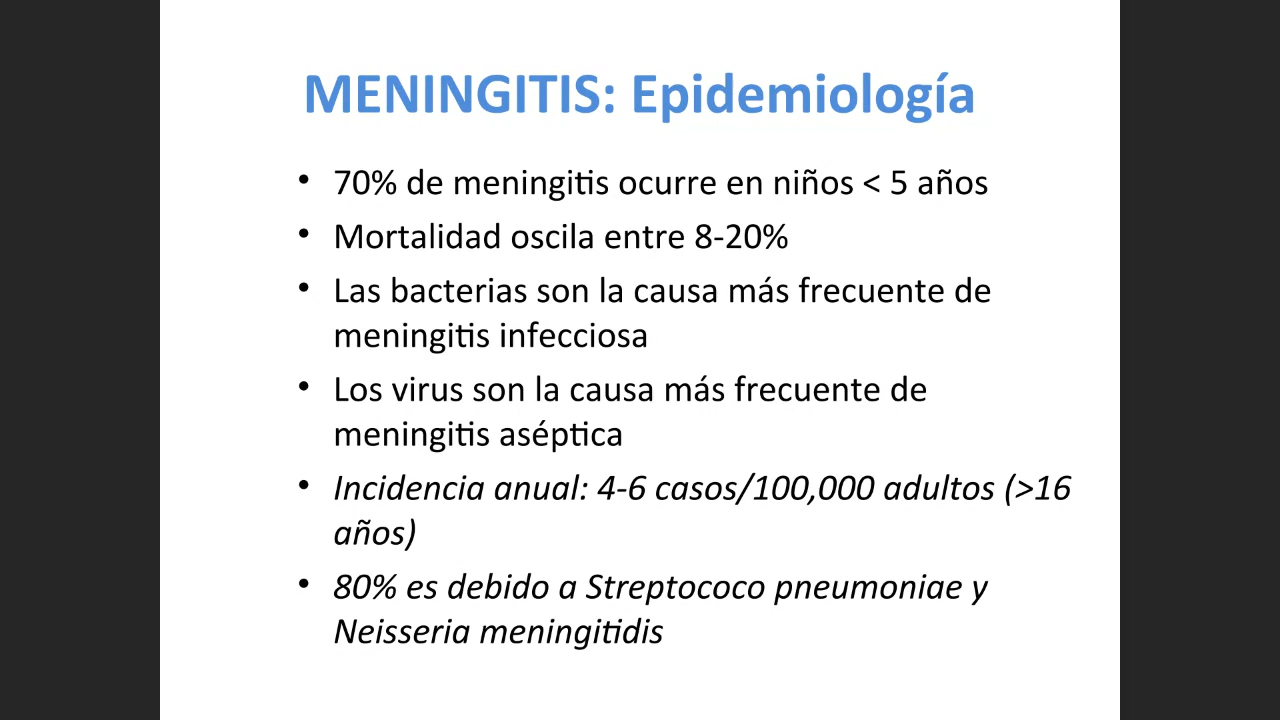 MENINGITIS: Epidemiología
• 70% de meningitis ocurre en niños < 5 años
• Mortalidad oscila entre 8-20%
• Las bacterias son la causa más frecuente de
meningitis infecciosa
• Los virus son la causa más frecuente de
meningitis aséptica
• Incidencia anual: 4-6 casos/100,000 adultos (>16
años)
• 80% es debido a Streptococo pneumoniae y
Neisseria meningitidis